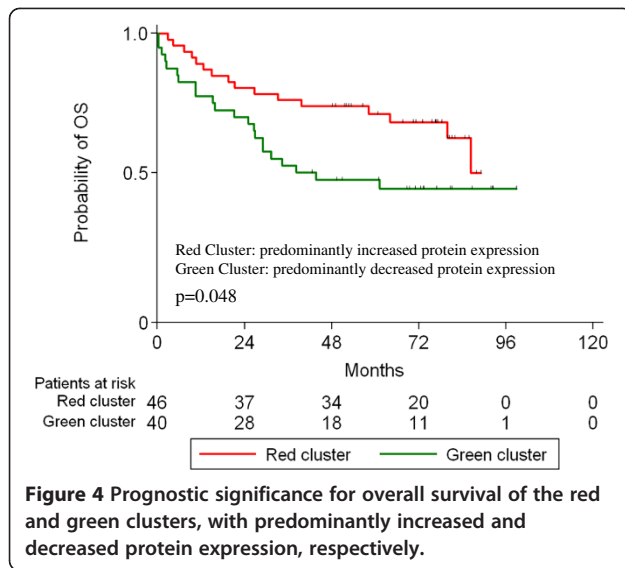 1.0
0.5
0
Probability of OS
Red Cluster: predominantly increased protein expression
Green Cluster: predominantly decreased protein expression
p=0.048
0 24 48 72 96 120
Months
Patients at risk
Red cluster 46 37 34 20 0 0
Green cluster 40 28 18 11 1 0
Red cluster Green cluster
Figure 4 Prognostic significance for overall survival of the red
and green clusters, with predominantly increased and
decreased protein expression, respectively.